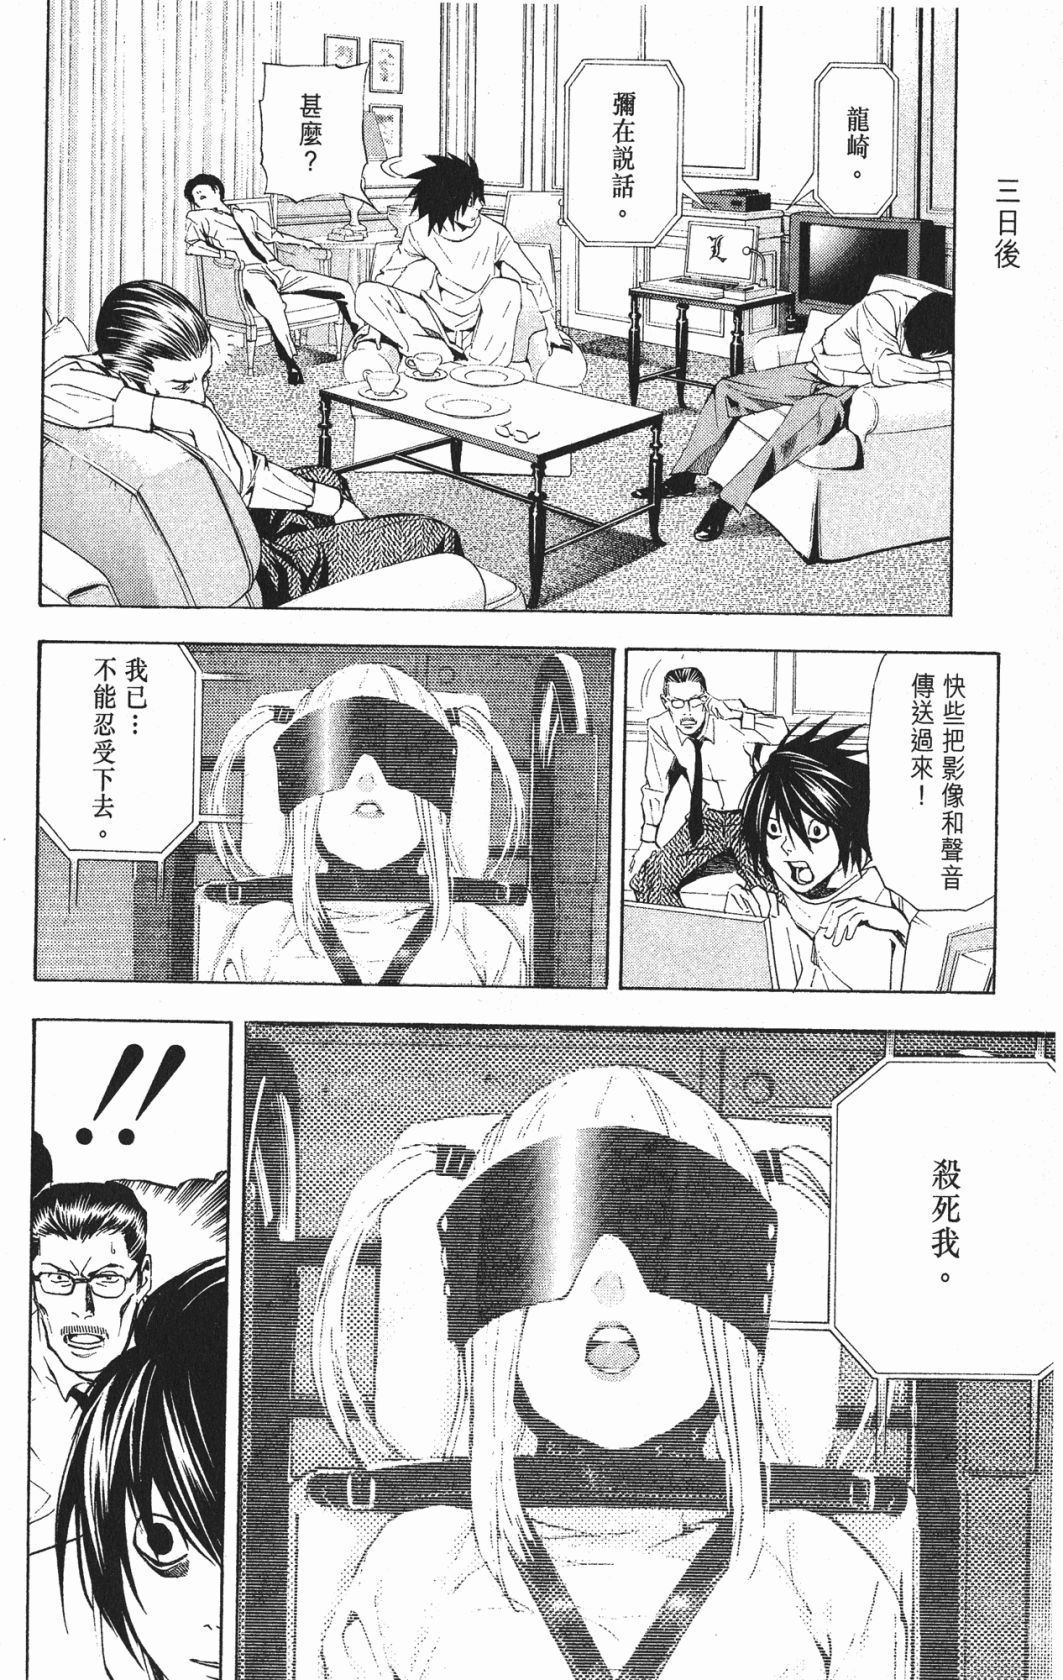 三日後
龍崎。
彌在説話。
甚麼？
L
快些把影像和聲音
傳送過來！
我已…
不能忍受下去。
殺死我。
!!